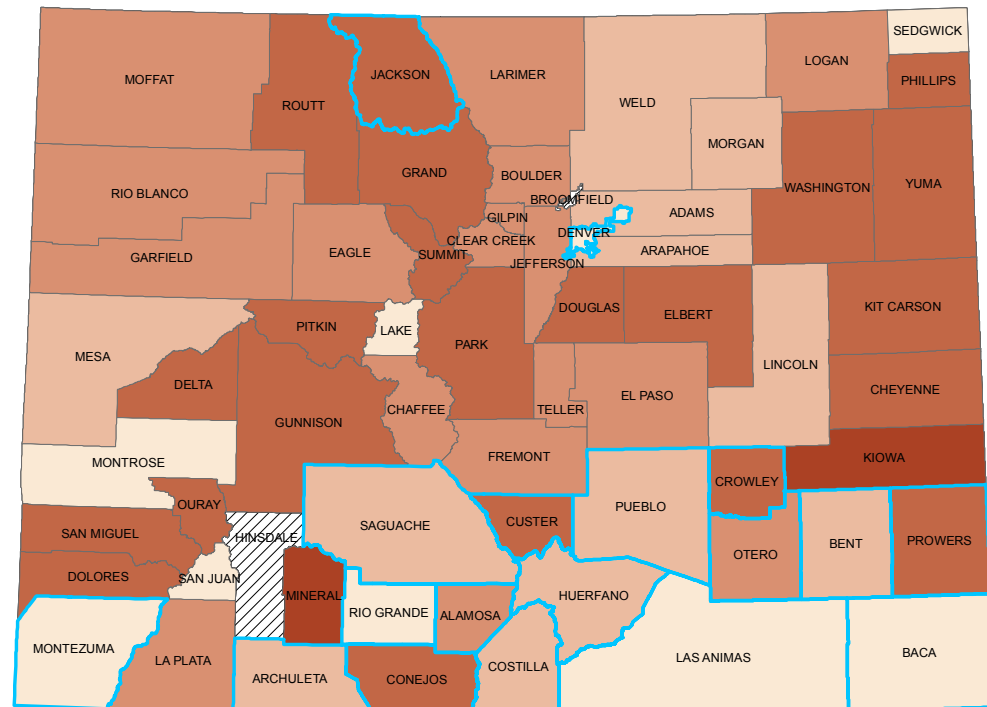 SEDGWICK
LOGAN
MOFFAT
JACKSON
LARIMER
PHILLIPS
ROUTT
WELD
MORGAN
GRAND
BOULDER
YUMA
WASHINGTON
RIO BLANCO
BROOMFIELD
ADAMS
GILPIN
DENVER
CLEAR CREEK
EAGLE
SUMMIT
ARAPAHOE
GARFIELD
JEFFERSON
DOUGLAS
ELBERT
KIT CARSON
PITKIN
LAKE
PARK
MESA
LINCOLN
DELTA
CHEYENNE
EL PASO
CHAFFEE
TELLER
GUNNISON
FREMONT
KIOWA
MONTROSE
CROWLEY
OURAY
PUEBLO
CUSTER
SAGUACHE
SAN MIGUEL
HINSDALE
PROWERS
BENT
OTERO
DOLORES
SAN JUAN
MINERAL
HUERFANO
RIO GRANDE
ALAMOSA
MONTEZUMA
BACA
LAS ANIMAS
LA PLATA
COSTILLA
ARCHULETA
CONEJOS